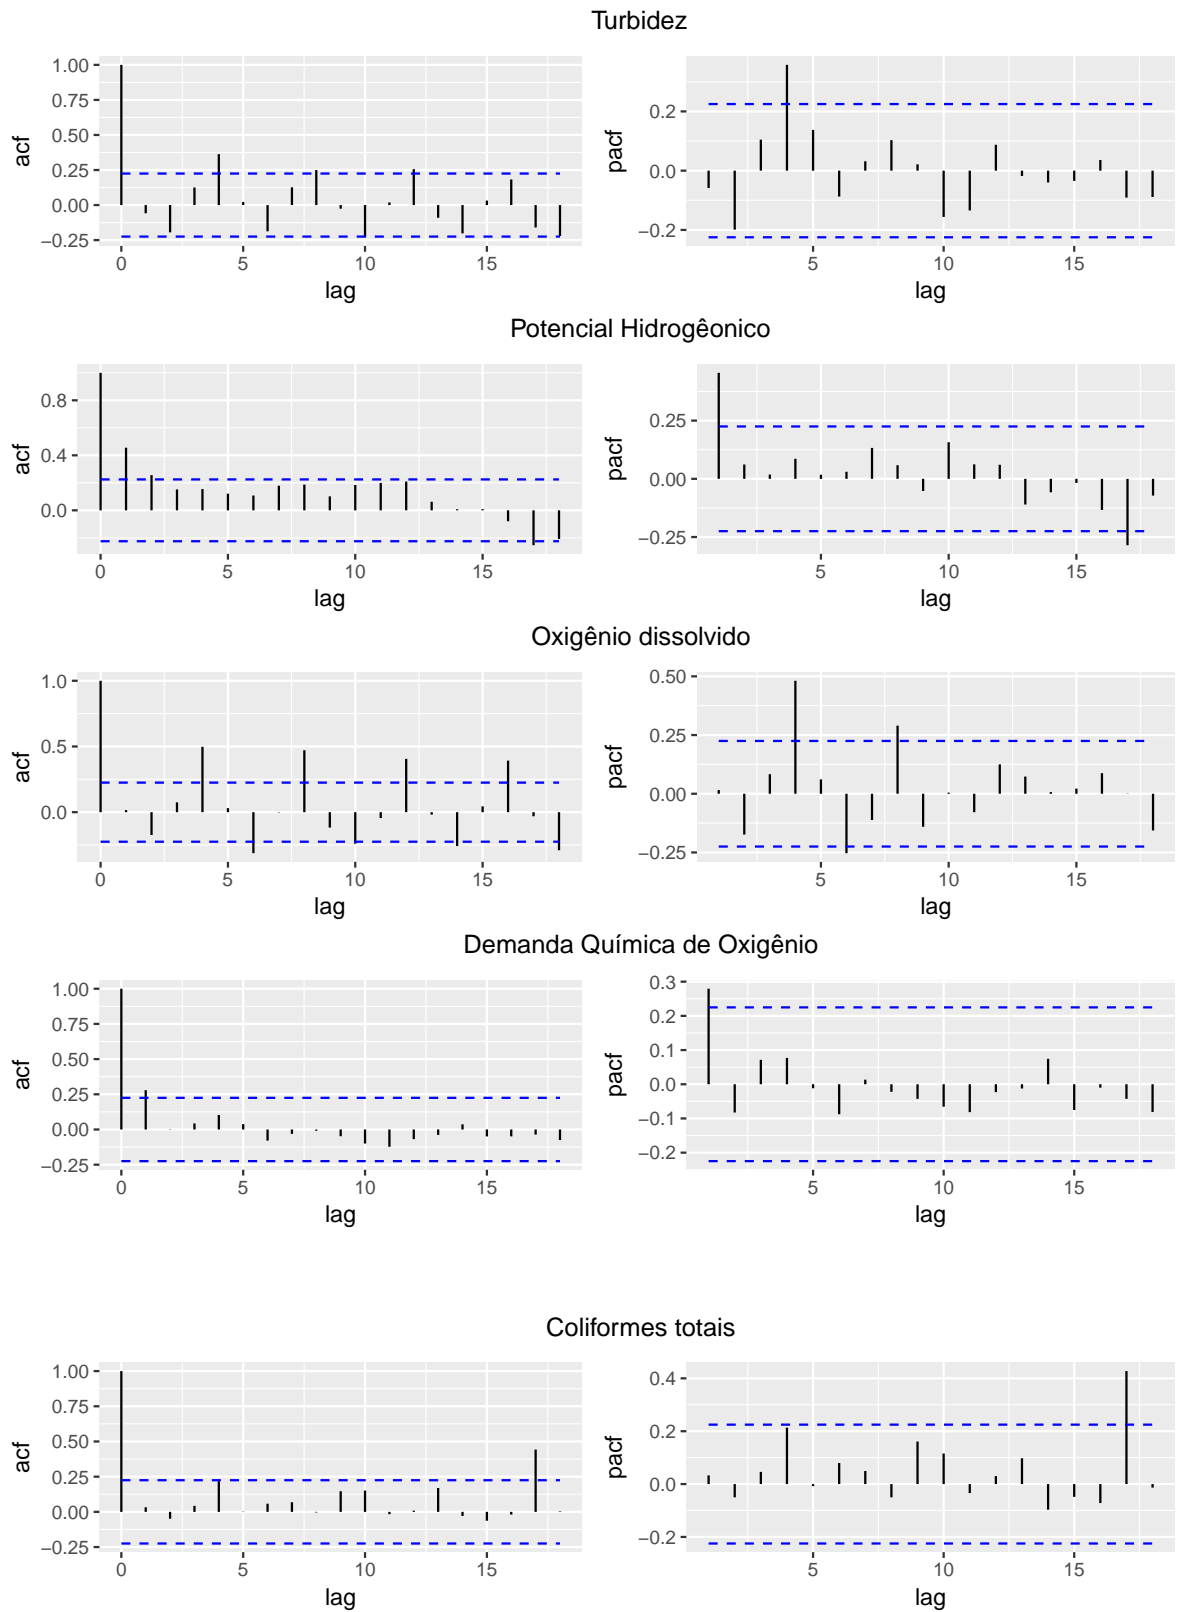 Turbidez
1.00
0.75
0.50
0.25
0.00
−0.25
acf
0 5 10 15
lag
0.2
0.0
−0.2
pacf
5 10 15
lag
Potencial Hidrogêonico
0.8
0.4
0.0
acf
0 5 10 15
lag
0.25
0.00
−0.25
pacf
5 10 15
lag
Oxigênio dissolvido
1.0
0.5
0.0
acf
0 5 10 15
lag
0.50
0.25
0.00
−0.25
pacf
5 10 15
lag
Demanda Química de Oxigênio
1.00
0.75
0.50
0.25
0.00
−0.25
acf
0 5 10 15
lag
0.3
0.2
0.1
0.0
−0.1
−0.2
pacf
5 10 15
lag
Coliformes totais
1.00
0.75
0.50
0.25
0.00
−0.25
acf
0 5 10 15
lag
0.4
0.2
0.0
−0.2
pacf
5 10 15
lag